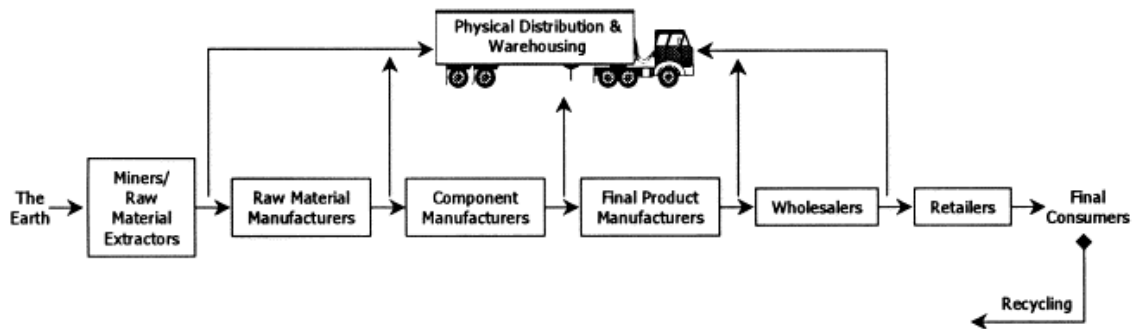 Physical Distribution &
Warehousing
The
Earth
Miners/
Raw
Material
Extractors
Raw Material
Manufacturers
Component
Manufacturers
Final Product
Manufacturers
Wholesalers
Retailers
Final
Consumers
Recycling